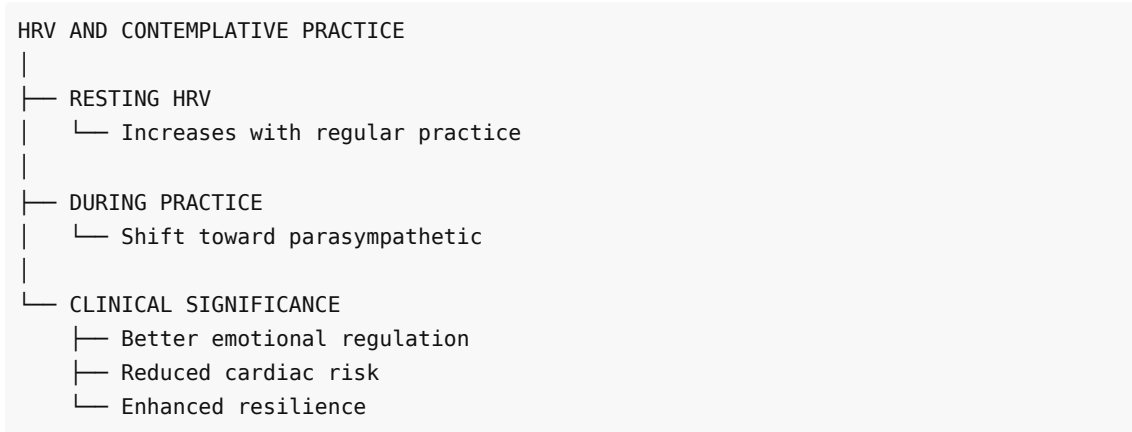 HRV AND CONTEMPLATIVE PRACTICE
│
├── RESTING HRV
│   └── Increases with regular practice
│
├── DURING PRACTICE
│   └── Shift toward parasympathetic
│
└── CLINICAL SIGNIFICANCE
    ├── Better emotional regulation
    ├── Reduced cardiac risk
    └── Enhanced resilience